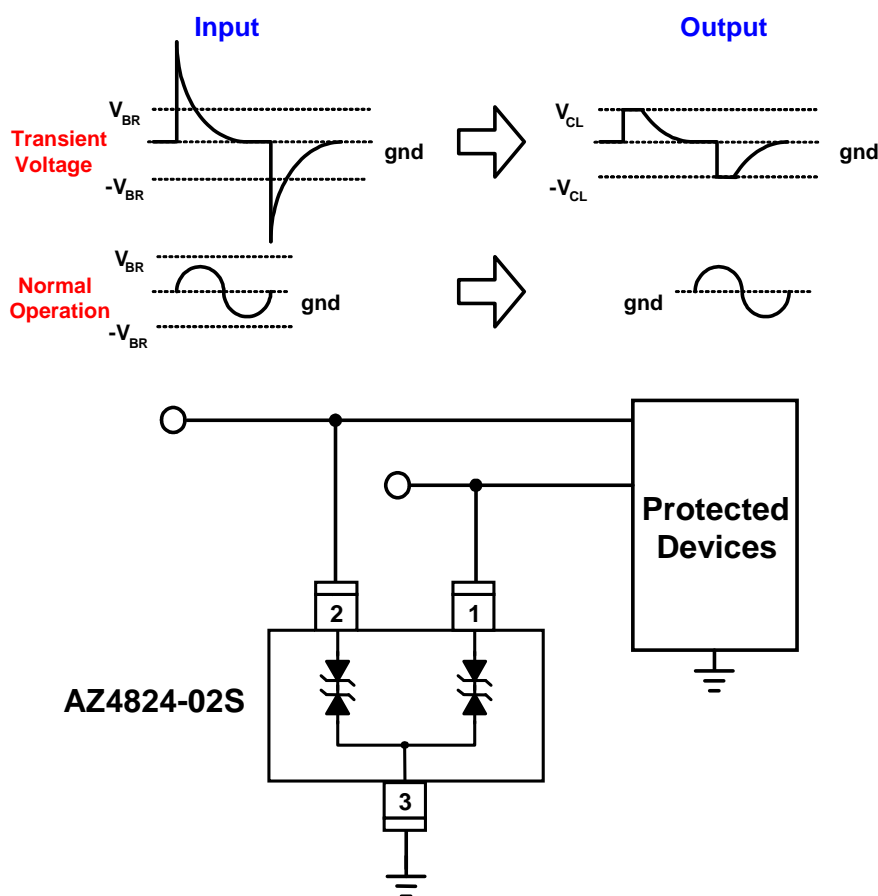 Input
Output
V_BR
V_CL
Transient
Voltage
gnd
gnd
-V_BR
-V_CL
V_BR
Normal
Operation
gnd
gnd
-V_BR
Protected
Devices
2
1
AZ4824-02S
3